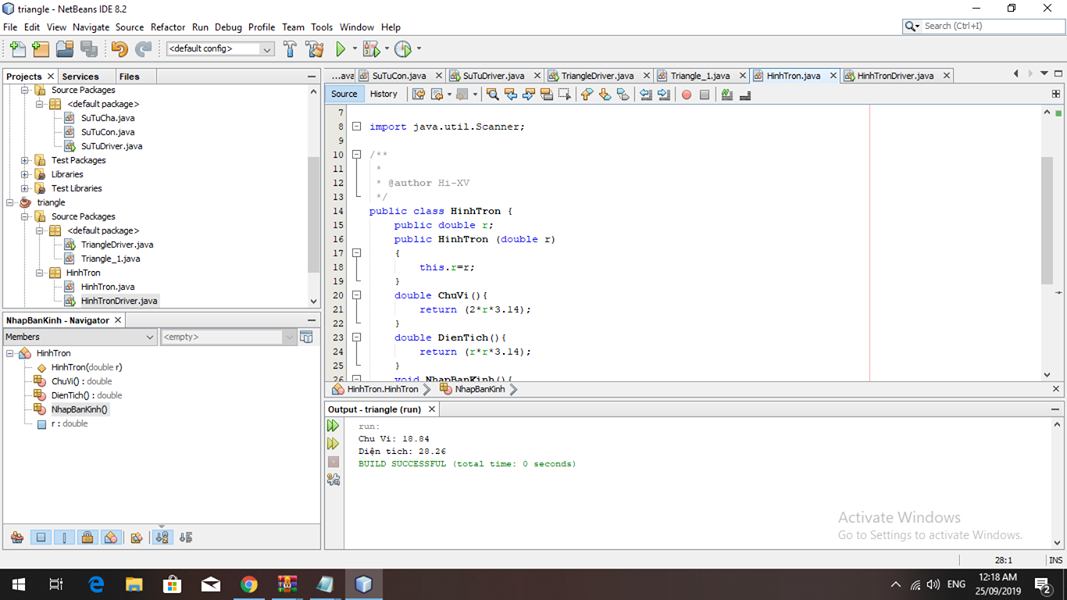 triangle - NetBeans IDE 8.2
File Edit View Navigate Source Refactor Run Debug Profile Team Tools Window Help
Search (Ctrl+I)
<default config>
Projects Services Files
...ava SuTuCon.java SuTuDriver.java TriangleDriver.java Triangle_1.java HinhTron.java HinhTronDriver.java
Source History
Source Packages
<default package>
SuTuCha.java
SuTuCon.java
SuTuDriver.java
Test Packages
Libraries
Test Libraries
triangle
Source Packages
<default package>
TriangleDriver.java
Triangle_1.java
HinhTron
HinhTron.java
HinhTronDriver.java
7
8 import java.util.Scanner;
9
10 /**
11 *
12 * @author Hi-XV
13 */
14 public class HinhTron {
15 public double r;
16 public HinhTron (double r)
17 {
18 this.r=r;
19 }
20 double ChuVi(){
21 return (2*r*3.14);
22 }
23 double DienTich(){
24 return (r*r*3.14);
25 }
26 void NhapBanKinh(){
HinhTron.HinhTron NhapBanKinh
NhapBanKinh - Navigator
Members <empty>
HinhTron
HinhTron(double r)
ChuVi() : double
DienTich() : double
NhapBanKinh()
r : double
Output - triangle (run)
run:
Chu Vi: 18.84
Diện tích: 28.26
BUILD SUCCESSFUL (total time: 0 seconds)
Activate Windows
Go to Settings to activate Windows.
28:1 INS
ENG
12:18 AM
25/09/2019
2